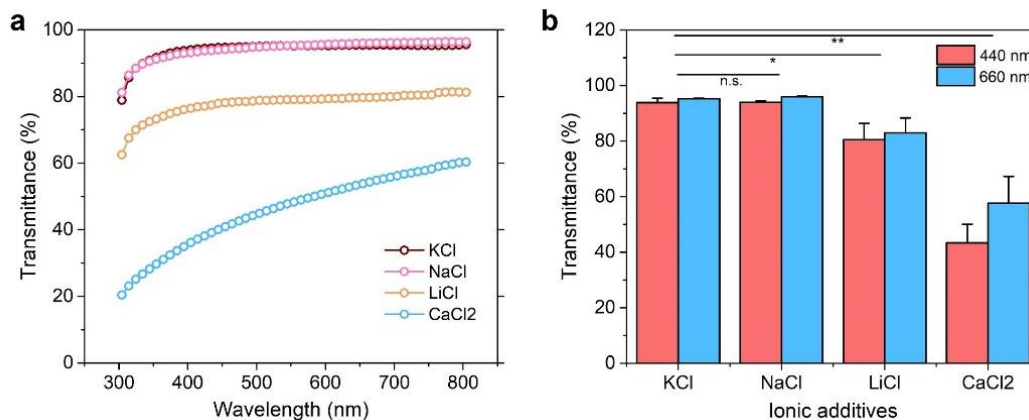 a
Transmittance (%)
100
80
60
40
20
0
KCl
NaCl
LiCl
CaCl2
300 400 500 600 700 800
Wavelength (nm)
b
Transmittance (%)
120
100
80
60
40
20
0
**
*
n.s.
440 nm
660 nm
KCl NaCl LiCl CaCl2
Ionic additives